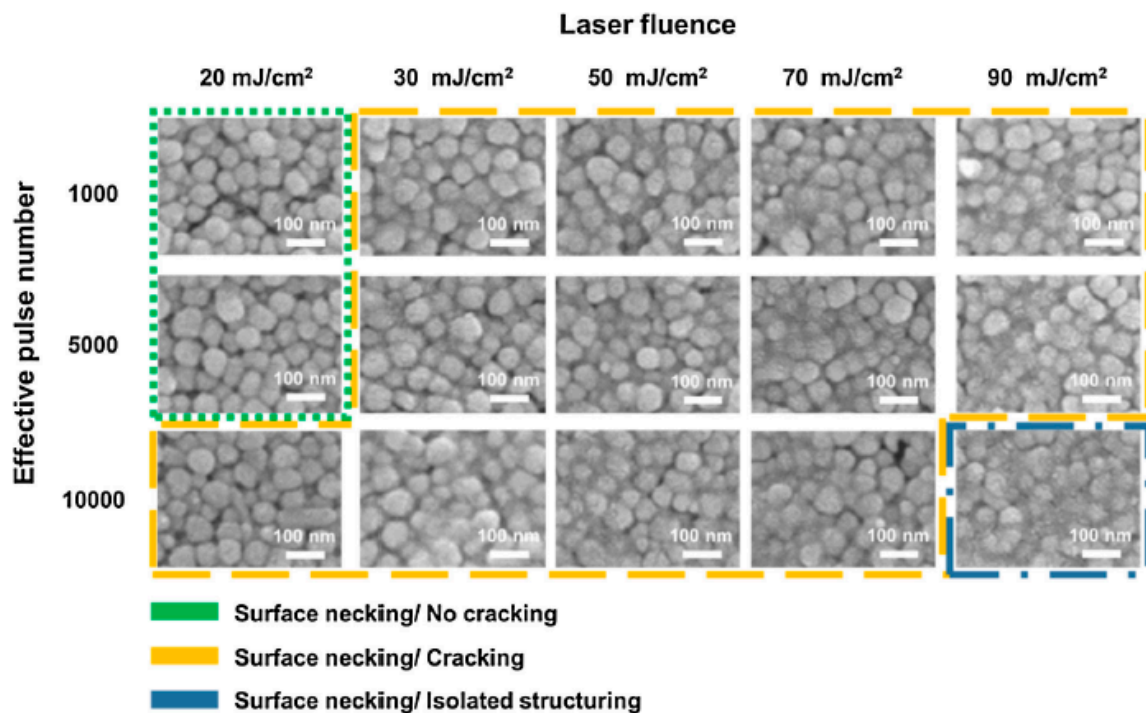 Laser fluence
20 mJ/cm² 30 mJ/cm² 50 mJ/cm² 70 mJ/cm² 90 mJ/cm²
Effective pulse number
1000
100 nm 100 nm 100 nm 100 nm 100 nm
5000
100 nm 100 nm 100 nm 100 nm 100 nm
10000
100 nm 100 nm 100 nm 100 nm 100 nm
Surface necking/ No cracking
Surface necking/ Cracking
Surface necking/ Isolated structuring